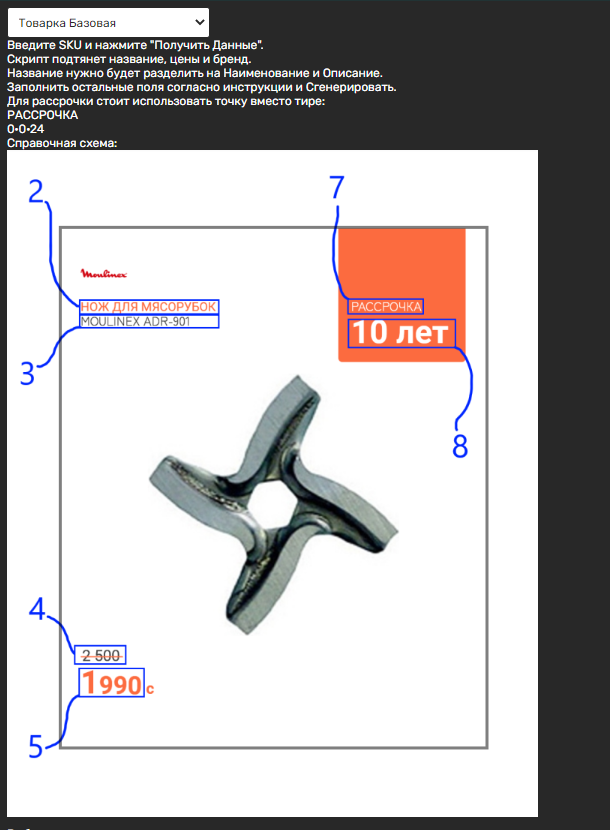 Товарка Базовая
Введите SKU и нажмите "Получить Данные".
Скрипт подтянет название, цены и бренд.
Название нужно будет разделить на Наименование и Описание.
Заполнить остальные поля согласно инструкции и Сгенерировать.
Для рассрочки стоит использовать точку вместо тире:
РАССРОЧКА
0•0•24
Справочная схема:
2
7
Moulinex
НОЖ ДЛЯ МЯСОРУБОК
MOULINEX ADR-901
РАССРОЧКА
10 лет
3
8
4
2 500
1990 с
5